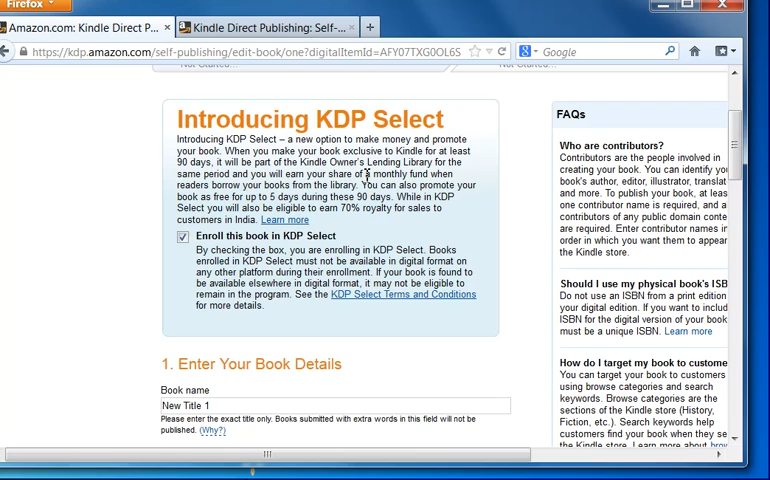 Firefox
Amazon.com: Kindle Direct P...
Kindle Direct Publishing: Self-...
https://kdp.amazon.com/self-publishing/edit-book/one?digitalItemId=AFY07TXG0OL6S
Google
Not Started...
Not Started...
Introducing KDP Select
Introducing KDP Select – a new option to make money and promote
your book. When you make your book exclusive to Kindle for at least
90 days, it will be part of the Kindle Owner's Lending Library for the
same period and you will earn your share of a monthly fund when
readers borrow your books from the library. You can also promote your
book as free for up to 5 days during these 90 days. While in KDP
Select you will also be eligible to earn 70% royalty for sales to
customers in India. Learn more
Enroll this book in KDP Select
By checking the box, you are enrolling in KDP Select. Books
enrolled in KDP Select must not be available in digital format on
any other platform during their enrollment. If your book is found to
be available elsewhere in digital format, it may not be eligible to
remain in the program. See the KDP Select Terms and Conditions
for more details.
1. Enter Your Book Details
Book name
New Title 1
Please enter the exact title only. Books submitted with extra words in this field will not be
published. (Why?)
FAQs
Who are contributors?
Contributors are the people involved in
creating your book. You can identify yo
book's author, editor, illustrator, translat
and more. To publish your book, at leas
one contributor name is required, and a
contributors of any public domain conte
are required. Enter contributor names i
order in which you want them to appear
the Kindle store.
Should I use my physical book's ISB
Do not use an ISBN from a print edition
your digital edition. If you want to includ
ISBN for the digital version of your book
must be a unique ISBN. Learn more
How do I target my book to custome
You can target your book to customers
using browse categories and search
keywords. Browse categories are the
sections of the Kindle store (History,
Fiction, etc.). Search keywords help
customers find your book when they se
the Kindle store. Learn more about brow